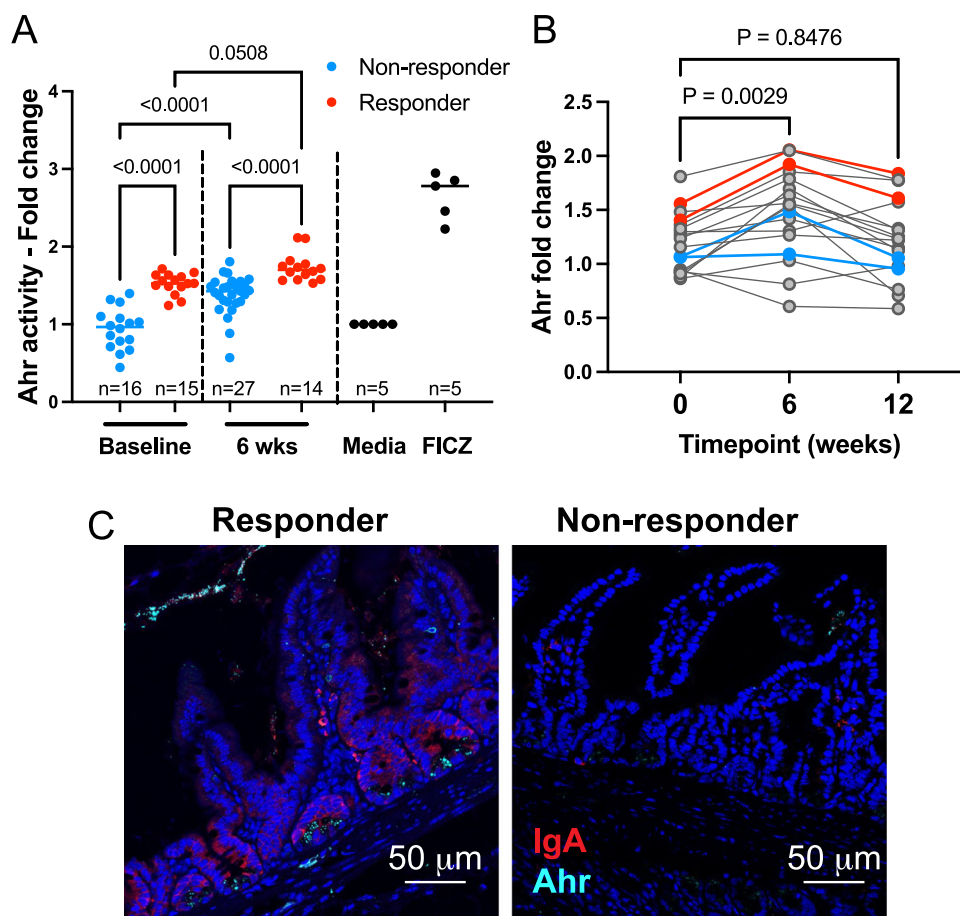 A
0.0508
<0.0001
<0.0001
<0.0001
Non-responder
Responder
Ahr activity - Fold change
4
3
2
1
0
n=16
n=15
n=27
n=14
n=5
n=5
Baseline
6 wks
Media
FICZ
B
P = 0.8476
P = 0.0029
Ahr fold change
2.5
2.0
1.5
1.0
0.5
0.0
0
6
12
Timepoint (weeks)
C
Responder
Non-responder
50 μm
IgA
Ahr
50 μm